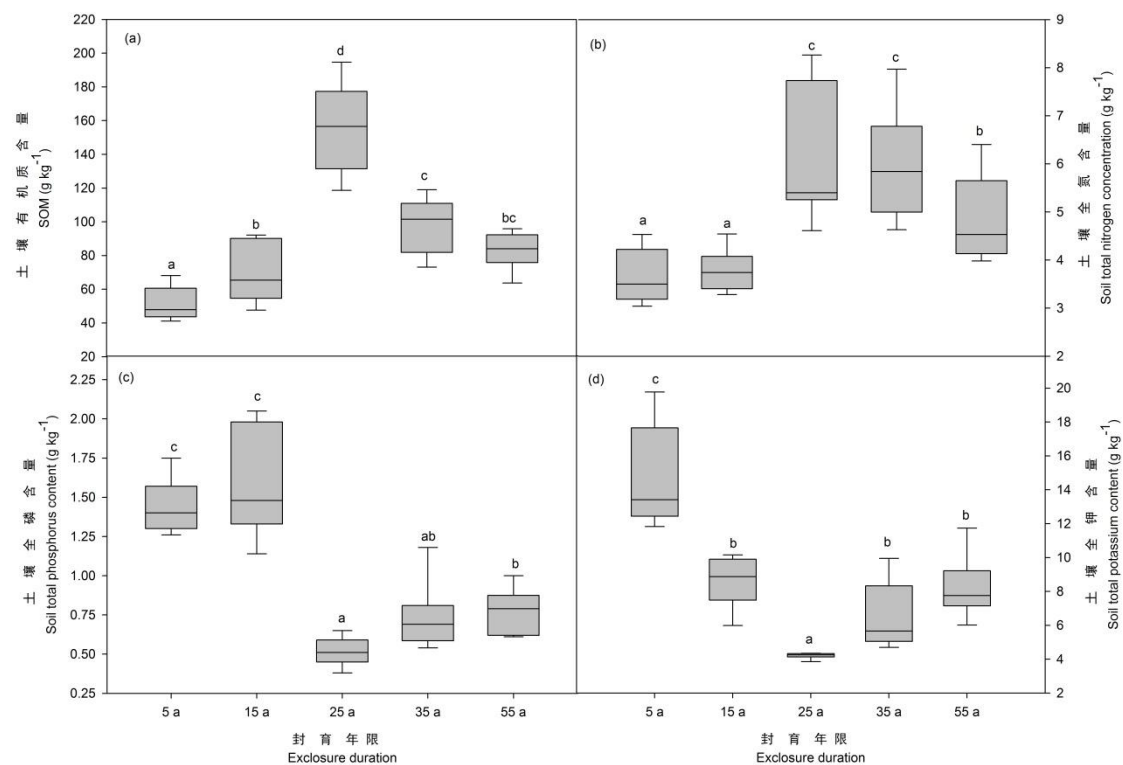 (a)
土 壤 有 机 质 含 量
SOM (g kg⁻¹)
220
200
180
160
140
120
100
80
60
40
20
a
b
d
c
bc
(b)
9
8
7
6
5
4
3
2
土 壤 全 氮 含 量
Soil total nitrogen concentration (g kg⁻¹)
a
a
c
c
b
(c)
土 壤 全 磷 含 量
Soil total phosphorus content (g kg⁻¹)
2.25
2.00
1.75
1.50
1.25
1.00
0.75
0.50
0.25
c
c
a
ab
b
5 a 15 a 25 a 35 a 55 a
封 育 年 限
Exclosure duration
(d)
20
18
16
14
12
10
8
6
4
2
土 壤 全 钾 含 量
Soil total potassium content (g kg⁻¹)
c
b
a
b
b
5 a 15 a 25 a 35 a 55 a
封 育 年 限
Exclosure duration